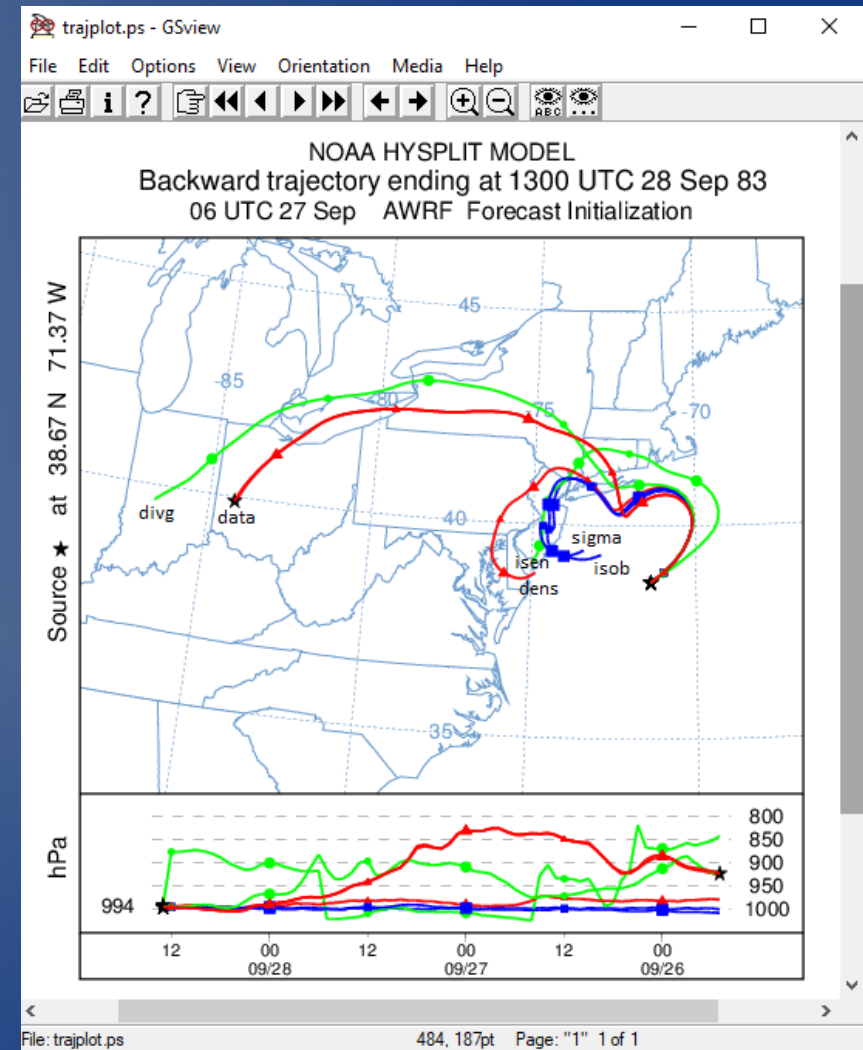 trajplot.ps - GSview
File Edit Options View Orientation Media Help
i ? ABC
NOAA HYSPLIT MODEL
Backward trajectory ending at 1300 UTC 28 Sep 83
06 UTC 27 Sep AWRF Forecast Initialization
Source ★ at 38.67 N 71.37 W
45
-85
-80
-75
-70
divg
data
40
sigma
isen
isob
dens
35
hPa
800
850
900
950
994
1000
12 00 12 00 12 00
09/28 09/27 09/26
File: trajplot.ps 484, 187pt Page: "1" 1 of 1